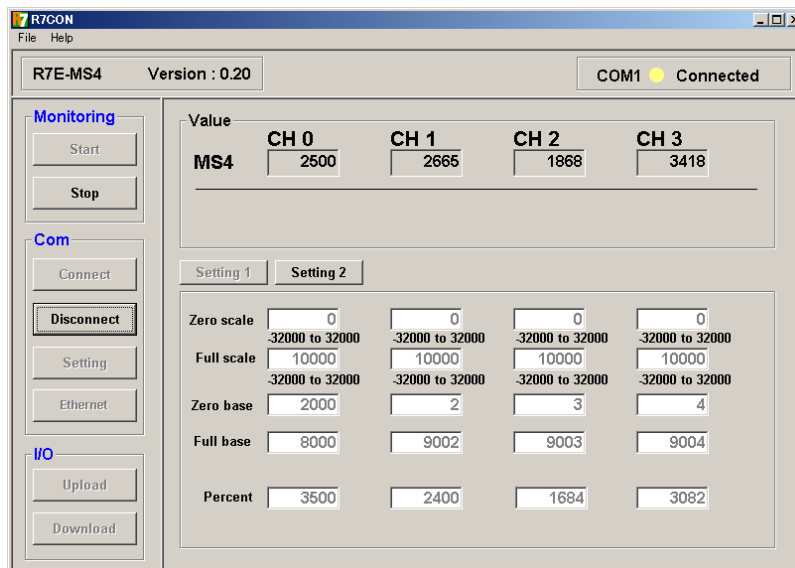 R7 R7CON
File Help
R7E-MS4 Version : 0.20 COM1 Connected
Monitoring
Start
Stop
Com
Connect
Disconnect
Setting
Ethernet
I/O
Upload
Download
Value
CH 0 CH 1 CH 2 CH 3
MS4 2500 2665 1868 3418
Setting 1 Setting 2
Zero scale 0 0 0 0
-32000 to 32000 -32000 to 32000 -32000 to 32000 -32000 to 32000
Full scale 10000 10000 10000 10000
-32000 to 32000 -32000 to 32000 -32000 to 32000 -32000 to 32000
Zero base 2000 2 3 4
Full base 8000 9002 9003 9004
Percent 3500 2400 1684 3082